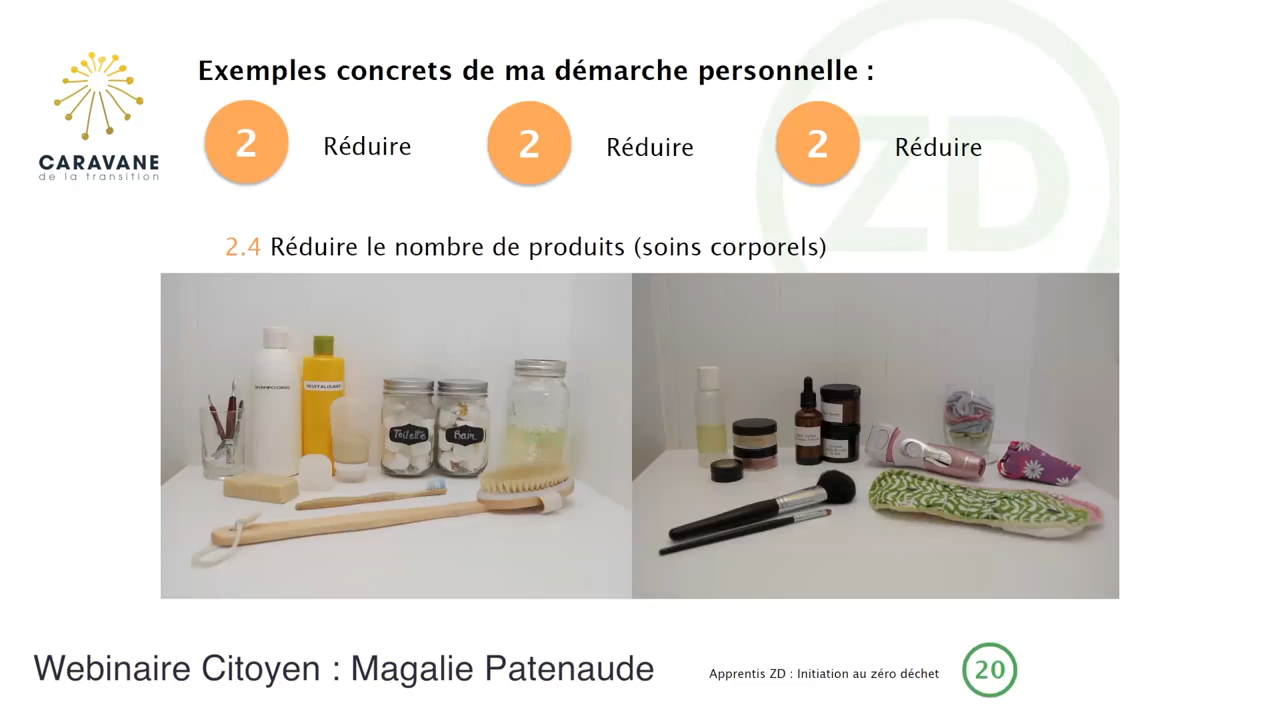 Exemples concrets de ma démarche personnelle :
2 Réduire 2 Réduire 2 Réduire
CARAVANE
de la transition
ZD
2.4 Réduire le nombre de produits (soins corporels)
SHAMPOOING
REVITALISANT
Toilette
Bain
Webinaire Citoyen : Magalie Patenaude
Apprentis ZD : Initiation au zéro déchet
20